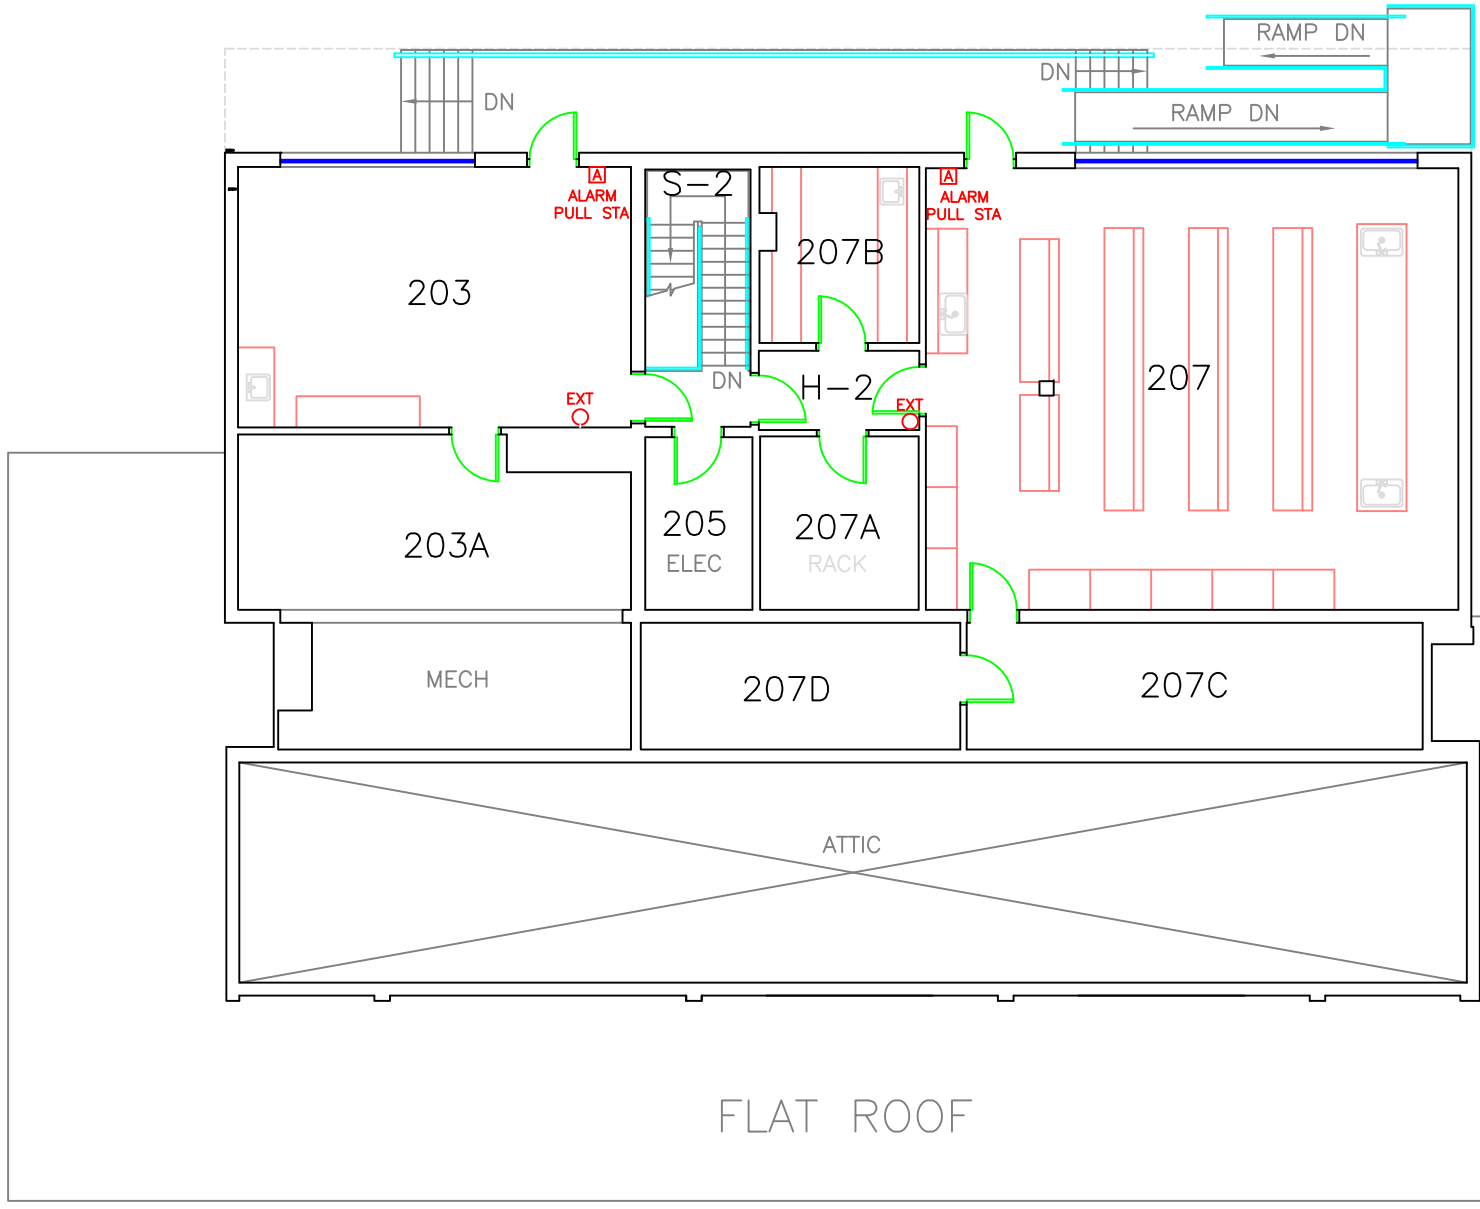 RAMP DN
DN
DN
RAMP DN
A
ALARM
PULL STA
S-2
A
ALARM
PULL STA
203
207B
207
DN
H-2
EXT
EXT
203A
205
ELEC
207A
RACK
MECH
207D
207C
ATTIC
FLAT ROOF